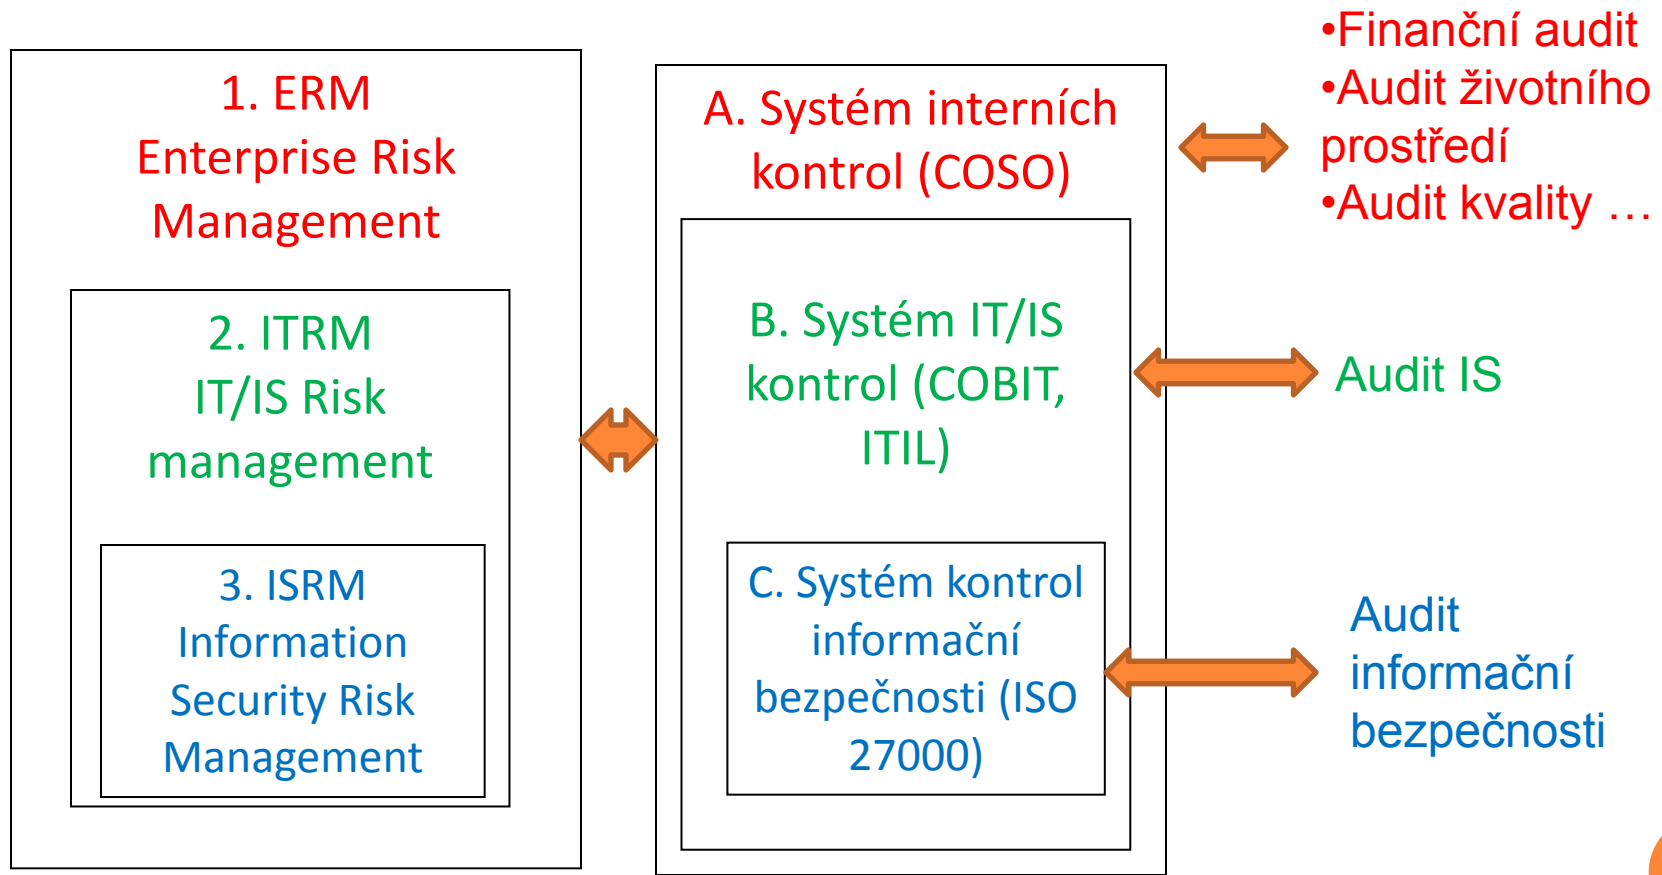 1. ERM
Enterprise Risk
Management
2. ITRM
IT/IS Risk
management
3. ISRM
Information
Security Risk
Management
A. Systém interních
kontrol (COSO)
B. Systém IT/IS
kontrol (COBIT,
ITIL)
C. Systém kontrol
informační
bezpečnosti (ISO
27000)
•Finanční audit
•Audit životního
prostředí
•Audit kvality …
Audit IS
Audit
informační
bezpečnosti